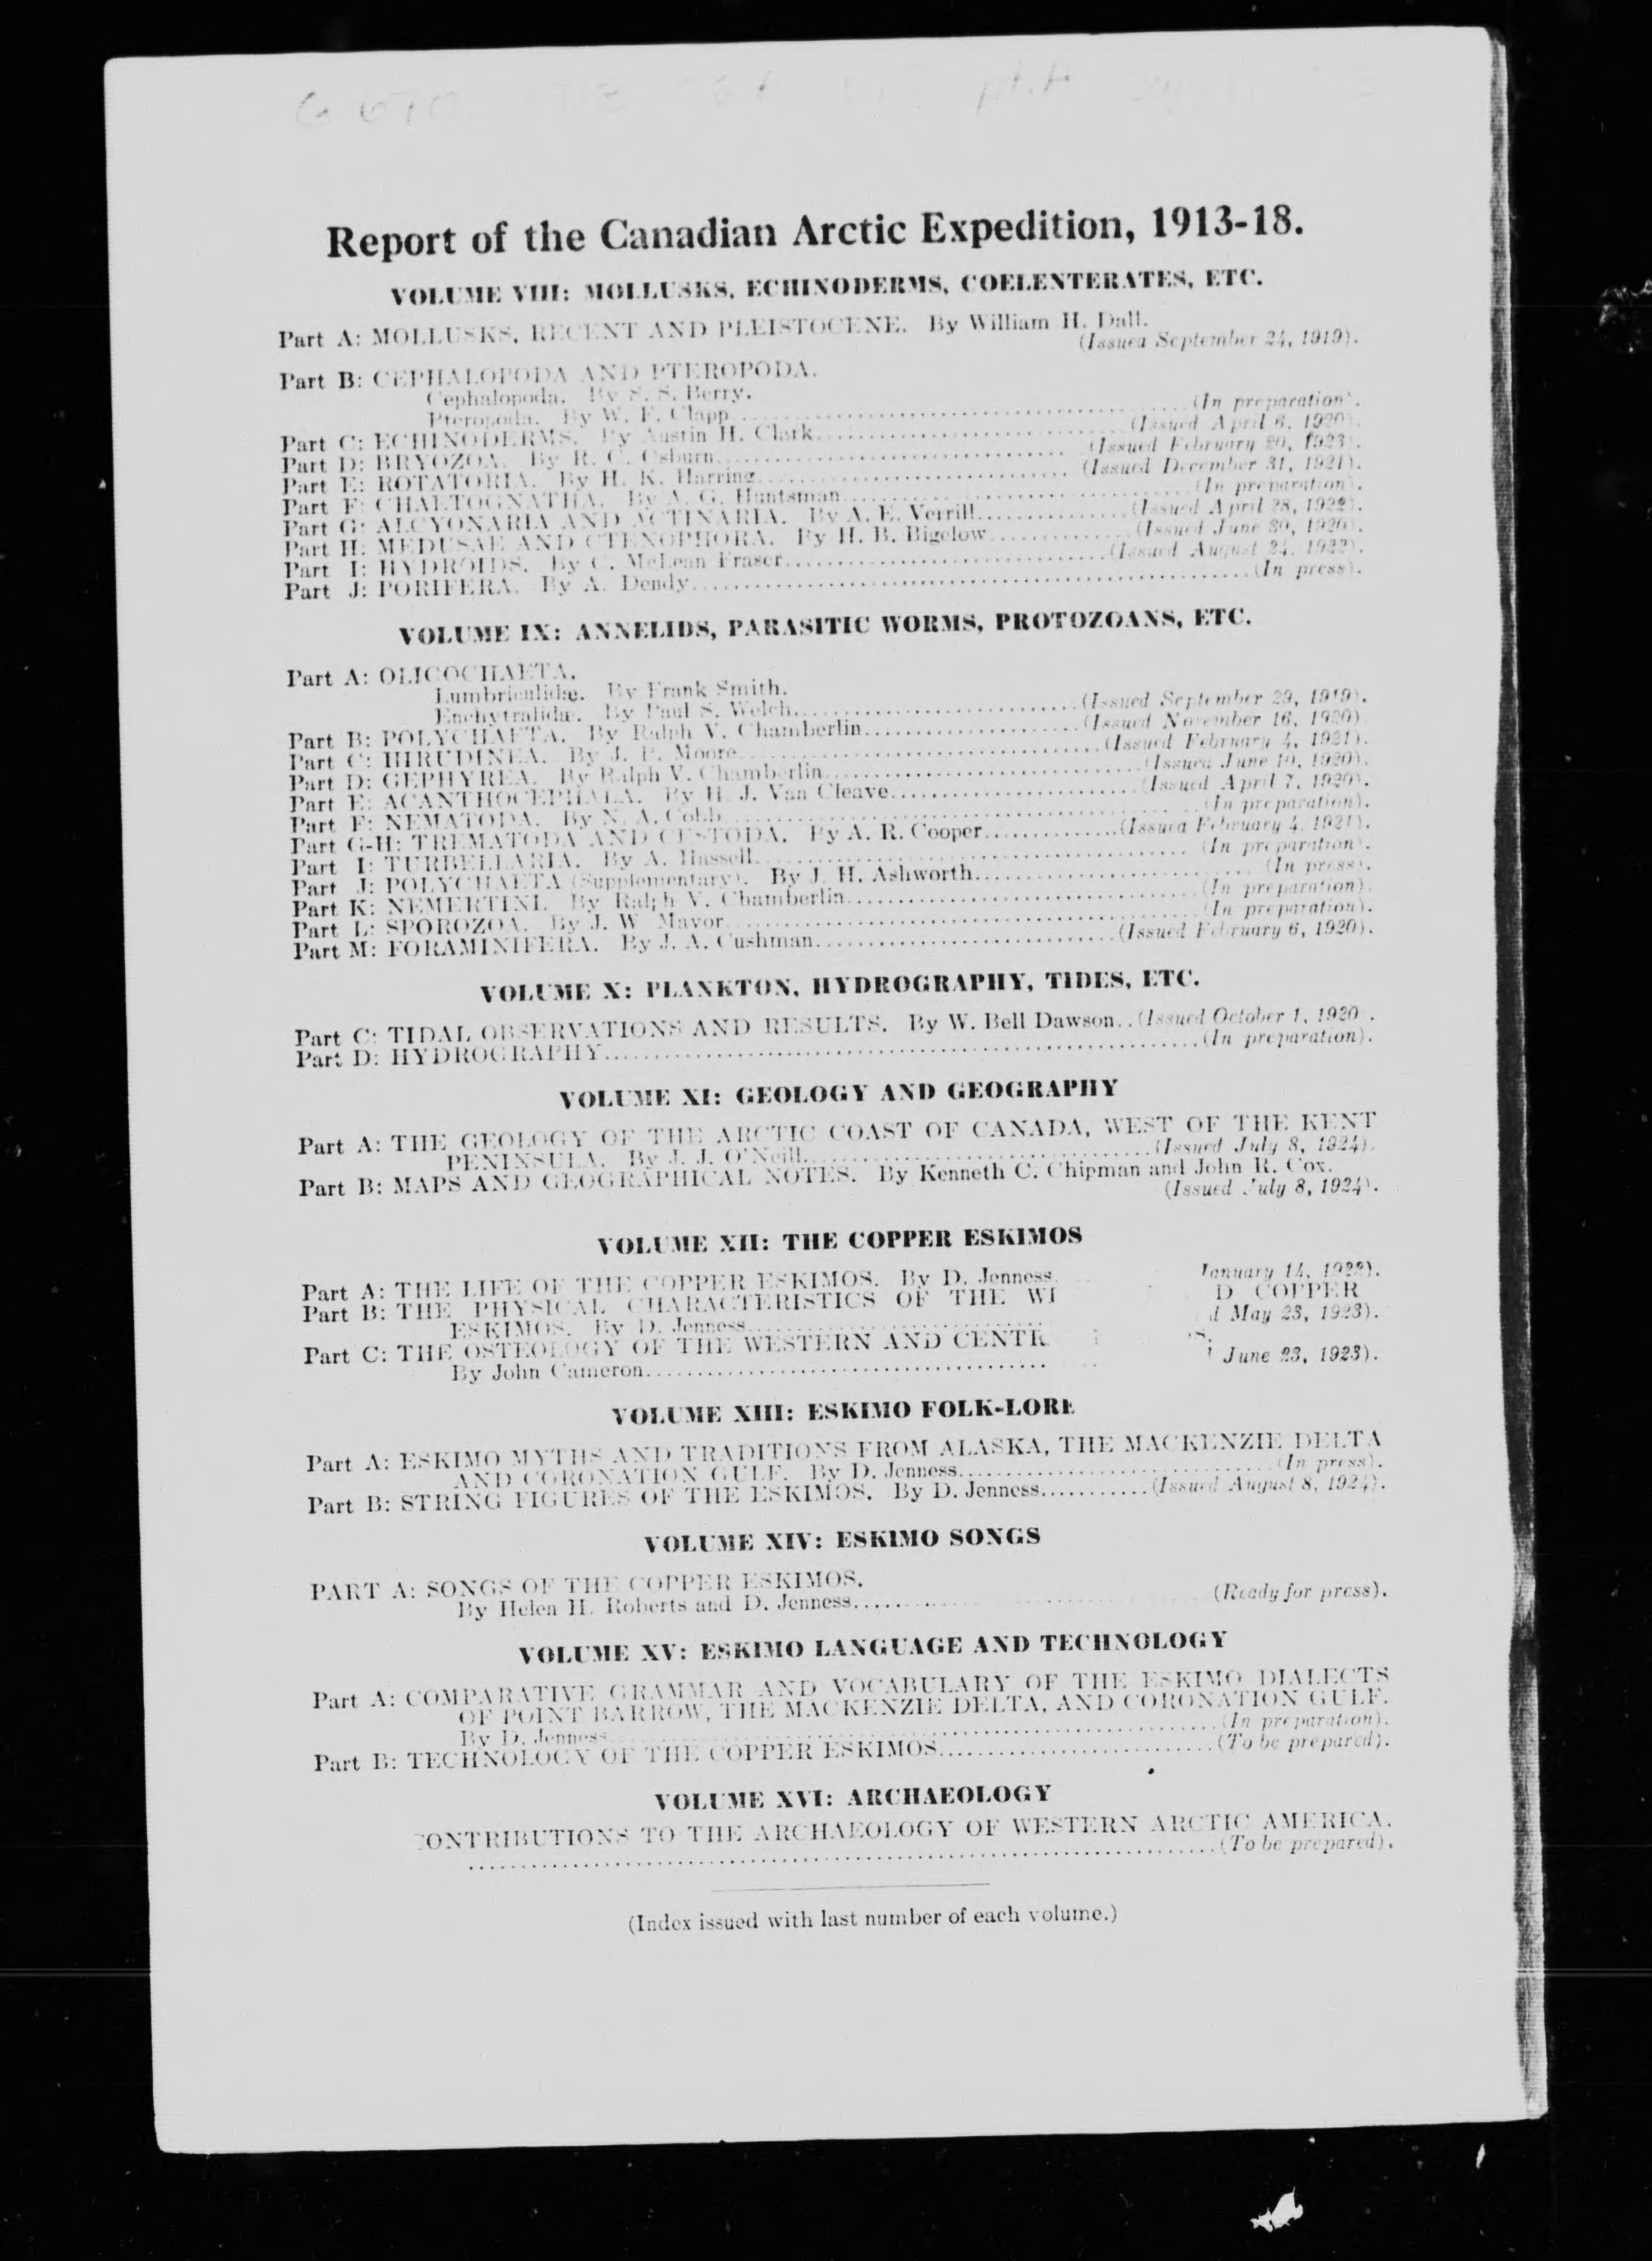 Report of the Canadian Arctic Expedition, 1913-18.
VOLUME VIII: MOLLUSKS, ECHINODERMS, COELENTERATES, ETC.
Part A: MOLLUSKS, RECENT AND PLEISTOCENE. By William H. Dall.
(Issued September 24, 1919).
Part B: CEPHALOPODA AND PTEROPODA.
Cephalopoda. By S. S. Berry.
Pteropoda. By W. F. Clapp....(In preparation).
Part C: ECHINODERMS. By Austin H. Clark....(Issued April 6, 1920).
Part D: BRYOZOA. By R. C. Osburn....(Issued February 20, 1923).
Part E: ROTATORIA. By H. K. Harring....(Issued December 31, 1921).
Part F: CHAETOGNATHA. By A. G. Huntsman....(In preparation).
Part G: ALCYONARIA AND ACTINARIA. By A. E. Verrill....(Issued April 28, 1922).
Part H: MEDUSAE AND CTENOPHORA. By H. B. Bigelow....(Issued June 30, 1920).
Part I: HYDROIDS. By C. McLean Fraser....(Issued August 24, 1922).
Part J: PORIFERA. By A. Dendy....(In press).
VOLUME IX: ANNELIDS, PARASITIC WORMS, PROTOZOANS, ETC.
Part A: OLICOCHAETA.
Lumbriculidæ. By Frank Smith.
Enchytraeidæ. By Paul S. Welch....(Issued September 29, 1919).
Part B: POLYCHAETA. By Ralph V. Chamberlin....(Issued November 16, 1920).
Part C: HIRUDINEA. By J. P. Moore....(Issued February 4, 1921).
Part D: GEPHYREA. By Ralph V. Chamberlin....(Issued June 10, 1920).
Part E: ACANTHOCEPHALA. By H. J. Van Cleave....(Issued April 7, 1920).
Part F: NEMATODA. By N. A. Cobb....(In preparation).
Part G-H: TREMATODA AND CESTODA. By A. R. Cooper....(Issued February 4, 1921).
Part I: TURBELLARIA. By A. Hassell....(In preparation).
Part J: POLYCHAETA (Supplementary). By J. H. Ashworth....(In press).
Part K: NEMERTINI. By Ralph V. Chamberlin....(In preparation).
Part L: SPOROZOA. By J. W. Mavor....(In preparation).
Part M: FORAMINIFERA. By J. A. Cushman....(Issued February 6, 1920).
VOLUME X: PLANKTON, HYDROGRAPHY, TIDES, ETC.
Part C: TIDAL OBSERVATIONS AND RESULTS. By W. Bell Dawson..(Issued October 1, 1920 .
Part D: HYDROGRAPHY....(In preparation).
VOLUME XI: GEOLOGY AND GEOGRAPHY
Part A: THE GEOLOGY OF THE ARCTIC COAST OF CANADA, WEST OF THE KENT
PENINSULA. By J. J. O'Neill....(Issued July 8, 1924).
Part B: MAPS AND GEOGRAPHICAL NOTES. By Kenneth C. Chipman and John R. Cox.
(Issued July 8, 1924).
VOLUME XII: THE COPPER ESKIMOS
Part A: THE LIFE OF THE COPPER ESKIMOS. By D. Jenness. January 14, 1922).
Part B: THE PHYSICAL CHARACTERISTICS OF THE WE D COPPER
ESKIMOS. By D. Jenness....d May 23, 1923).
Part C: THE OSTEOLOGY OF THE WESTERN AND CENTR S.
By John Cameron....June 23, 1923).
VOLUME XIII: ESKIMO FOLK-LORE
Part A: ESKIMO MYTHS AND TRADITIONS FROM ALASKA, THE MACKENZIE DELTA
AND CORONATION GULF. By D. Jenness....(In press).
Part B: STRING FIGURES OF THE ESKIMOS. By D. Jenness....(Issued August 8, 1924).
VOLUME XIV: ESKIMO SONGS
PART A: SONGS OF THE COPPER ESKIMOS.
By Helen H. Roberts and D. Jenness....(Ready for press).
VOLUME XV: ESKIMO LANGUAGE AND TECHNOLOGY
Part A: COMPARATIVE GRAMMAR AND VOCABULARY OF THE ESKIMO DIALECTS
OF POINT BARROW, THE MACKENZIE DELTA, AND CORONATION GULF.
By D. Jenness....(In preparation).
Part B: TECHNOLOGY OF THE COPPER ESKIMOS....(To be prepared).
VOLUME XVI: ARCHAEOLOGY
CONTRIBUTIONS TO THE ARCHAEOLOGY OF WESTERN ARCTIC AMERICA.
....(To be prepared).
(Index issued with last number of each volume.)